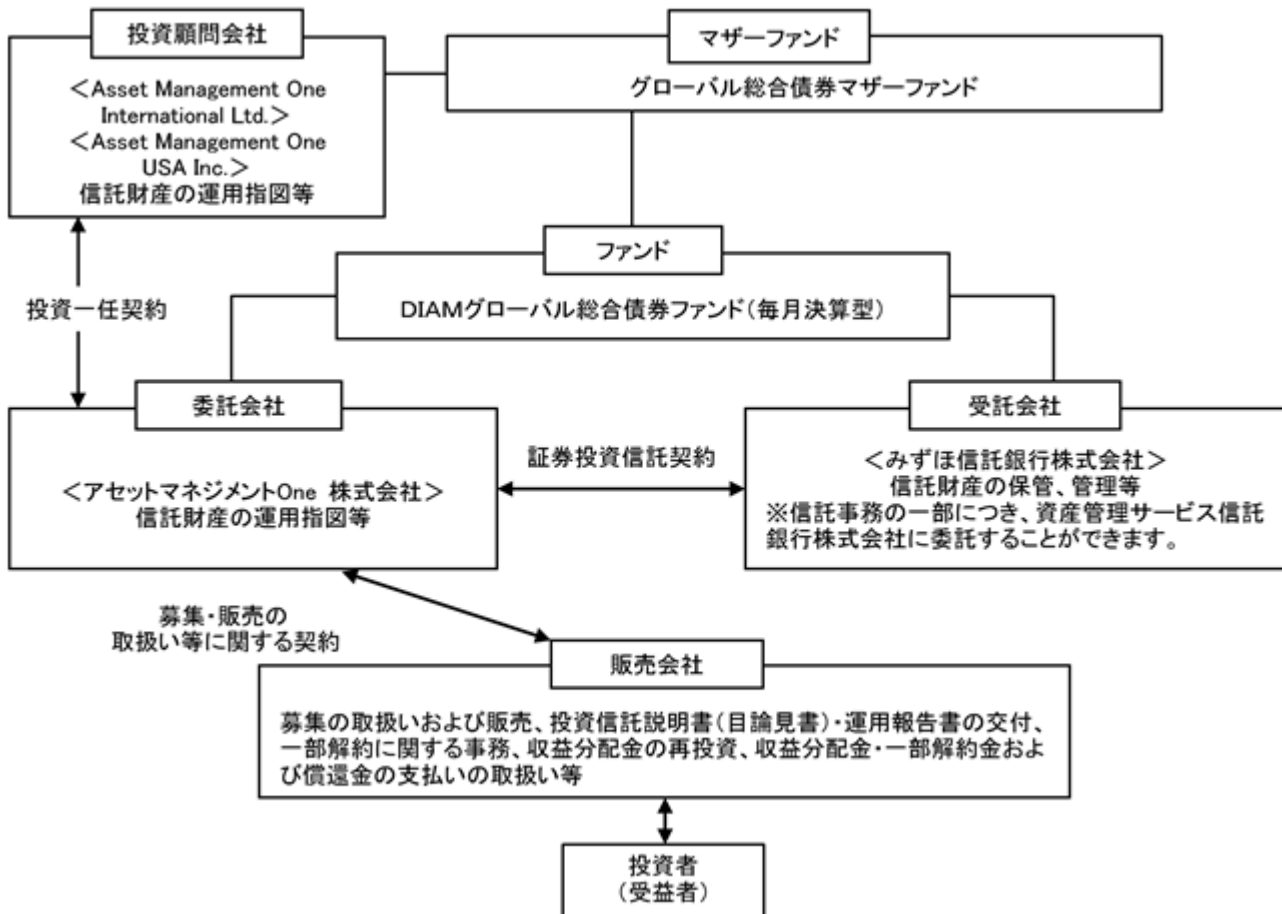 投資顧問会社
＜Asset Management One
International Ltd.＞
＜Asset Management One
USA Inc.＞
信託財産の運用指図等
マザーファンド
グローバル総合債券マザーファンド
ファンド
DIAMグローバル総合債券ファンド（毎月決算型）
投資一任契約
委託会社
＜アセットマネジメントOne 株式会社＞
信託財産の運用指図等
証券投資信託契約
受託会社
＜みずほ信託銀行株式会社＞
信託財産の保管、管理等
※信託事務の一部につき、資産管理サービス信託
銀行株式会社に委託することができます。
募集・販売の
取扱い等に関する契約
販売会社
募集の取扱いおよび販売、投資信託説明書（目論見書）・運用報告書の交付、
一部解約に関する事務、収益分配金の再投資、収益分配金・一部解約金およ
び償還金の支払いの取扱い等
投資者
（受益者）